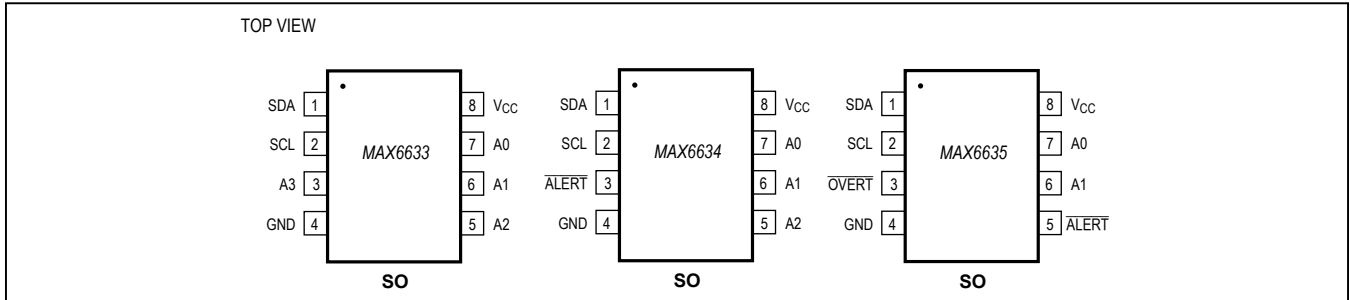 TOP VIEW
SDA 1 MAX6633 8 VCC
SCL 2 7 A0
A3 3 6 A1
GND 4 5 A2
SO
SDA 1 MAX6634 8 VCC
SCL 2 7 A0
ALERT 3 6 A1
GND 4 5 A2
SO
SDA 1 MAX6635 8 VCC
SCL 2 7 A0
OVERT 3 6 A1
GND 4 5 ALERT
SO